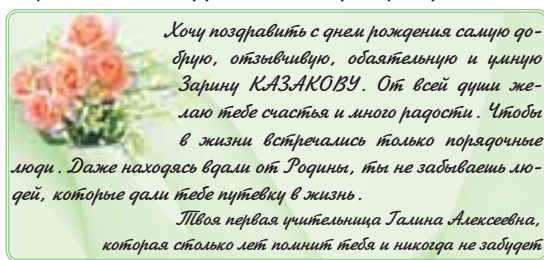 Хочу поздравить с днем рождения самую до-
брую, отзывчивую, обаятельную и умную
Зарину КАЗАКОВУ. От всей души же-
лаю тебе счастья и много радости. Чтобы
в жизни встречались только порядочные
люди. Даже находясь вдали от Родины, ты не забываешь лю-
дей, которые дали тебе путевку в жизнь.
Твоя первая учительница Галина Алексеевна,
которая столько лет помнит тебя и никогда не забудет